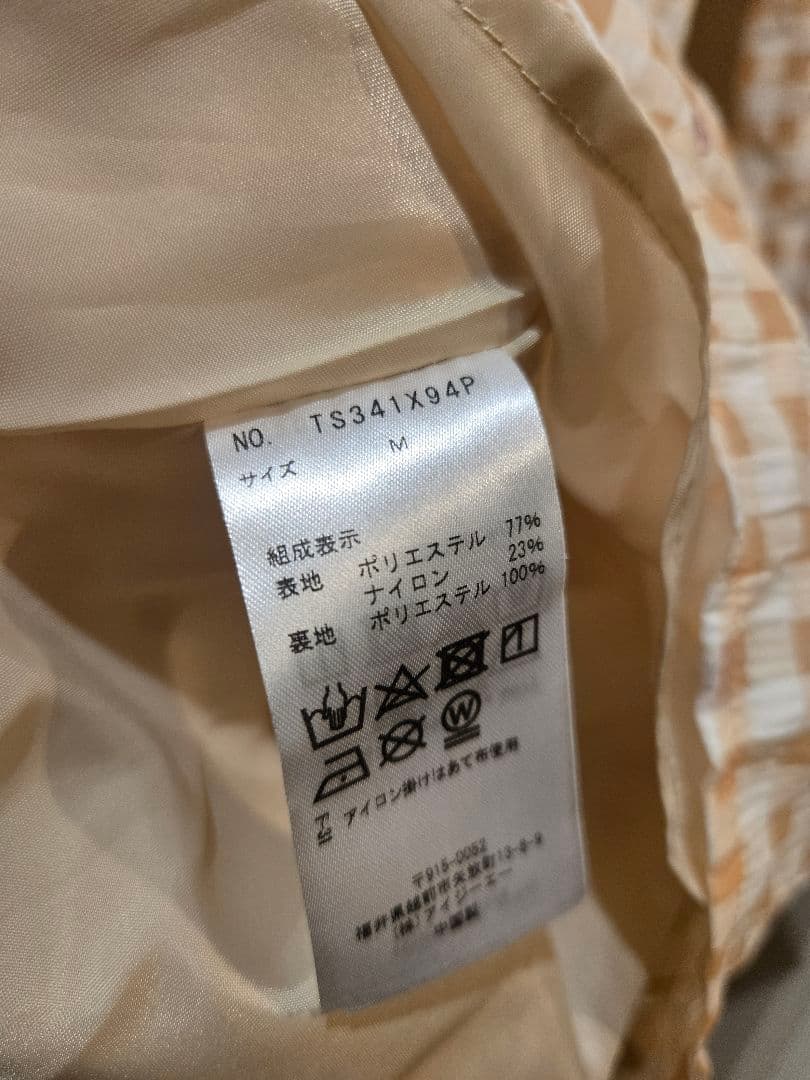 NO. TS341X94P
サイズ M
組成表示
表地 ポリエステル 77%
ナイロン 23%
裏地 ポリエステル 100%
W
アイロン掛けはあて布使用
〒915-0052
福井県越前市矢放町13-8-9
(株)アイジーエー
中国製